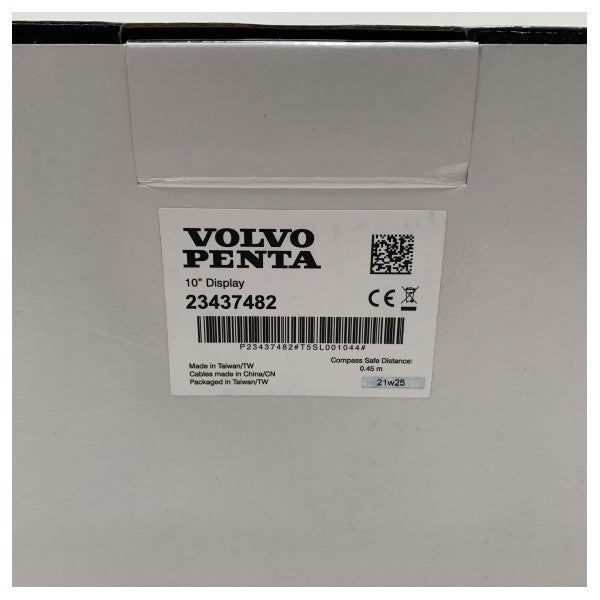 VOLVO
PENTA
10" Display
23437482
CE
P23437482#T5SL001044#
Made in Taiwan/TW
Cables made in China/CN
Packaged in Taiwan/TW
Compass Safe Distance:
0.45 m
21w25